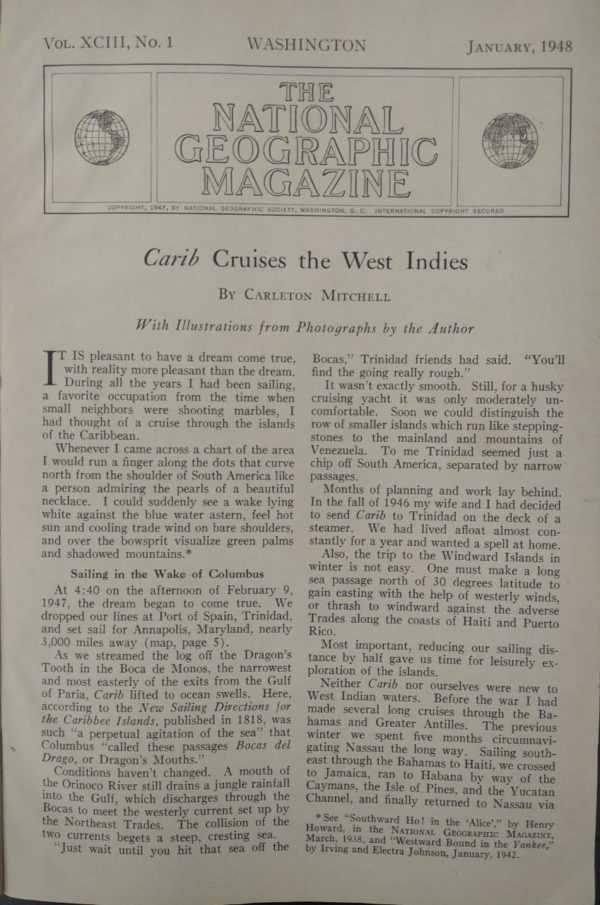 VOL. XCIII, No. 1 WASHINGTON JANUARY, 1948
THE
NATIONAL
GEOGRAPHIC
MAGAZINE
COPYRIGHT, 1947, BY NATIONAL GEOGRAPHIC SOCIETY, WASHINGTON, D. C. INTERNATIONAL COPYRIGHT SECURED
Carib Cruises the West Indies
BY CARLETON MITCHELL
With Illustrations from Photographs by the Author
IT IS pleasant to have a dream come true,
with reality more pleasant than the dream.
During all the years I had been sailing,
a favorite occupation from the time when
small neighbors were shooting marbles, I
had thought of a cruise through the islands
of the Caribbean.
Whenever I came across a chart of the area
I would run a finger along the dots that curve
north from the shoulder of South America like
a person admiring the pearls of a beautiful
necklace. I could suddenly see a wake lying
white against the blue water astern, feel hot
sun and cooling trade wind on bare shoulders,
and over the bowsprit visualize green palms
and shadowed mountains.*
Sailing in the Wake of Columbus
At 4:40 on the afternoon of February 9,
1947, the dream began to come true. We
dropped our lines at Port of Spain, Trinidad,
and set sail for Annapolis, Maryland, nearly
3,000 miles away (map, page 5).
As we streamed the log off the Dragon's
Tooth in the Boca de Monos, the narrowest
and most easterly of the exits from the Gulf
of Paria, Carib lifted to ocean swells. Here,
according to the New Sailing Directions for
the Caribbee Islands, published in 1818, was
such "a perpetual agitation of the sea" that
Columbus "called these passages Bocas del
Drago, or Dragon's Mouths."
Conditions haven't changed. A mouth of
the Orinoco River still drains a jungle rainfall
into the Gulf, which discharges through the
Bocas to meet the westerly current set up by
the Northeast Trades. The collision of the
two currents begets a steep, cresting sea.
"Just wait until you hit that sea off the
Bocas," Trinidad friends had said. "You'll
find the going really rough."
It wasn't exactly smooth. Still, for a husky
cruising yacht it was only moderately un-
comfortable. Soon we could distinguish the
row of smaller islands which run like stepping-
stones to the mainland and mountains of
Venezuela. To me Trinidad seemed just a
chip off South America, separated by narrow
passages.
Months of planning and work lay behind.
In the fall of 1946 my wife and I had decided
to send Carib to Trinidad on the deck of a
steamer. We had lived afloat almost con-
stantly for a year and wanted a spell at home.
Also, the trip to the Windward Islands in
winter is not easy. One must make a long
sea passage north of 30 degrees latitude to
gain easting with the help of westerly winds,
or thrash to windward against the adverse
Trades along the coasts of Haiti and Puerto
Rico.
Most important, reducing our sailing dis-
tance by half gave us time for leisurely ex-
ploration of the islands.
Neither Carib nor ourselves were new to
West Indian waters. Before the war I had
made several long cruises through the Ba-
hamas and Greater Antilles. The previous
winter we spent five months circumnavi-
gating Nassau the long way. Sailing south-
east through the Bahamas to Haiti, we crossed
to Jamaica, ran to Habana by way of the
Caymans, the Isle of Pines, and the Yucatan
Channel, and finally returned to Nassau via
* See "Southward Ho! in the 'Alice'," by Henry
Howard, in the NATIONAL GEOGRAPHIC MAGAZINE,
March, 1938, and "Westward Bound in the Yankee,"
by Irving and Electra Johnson, January, 1942.